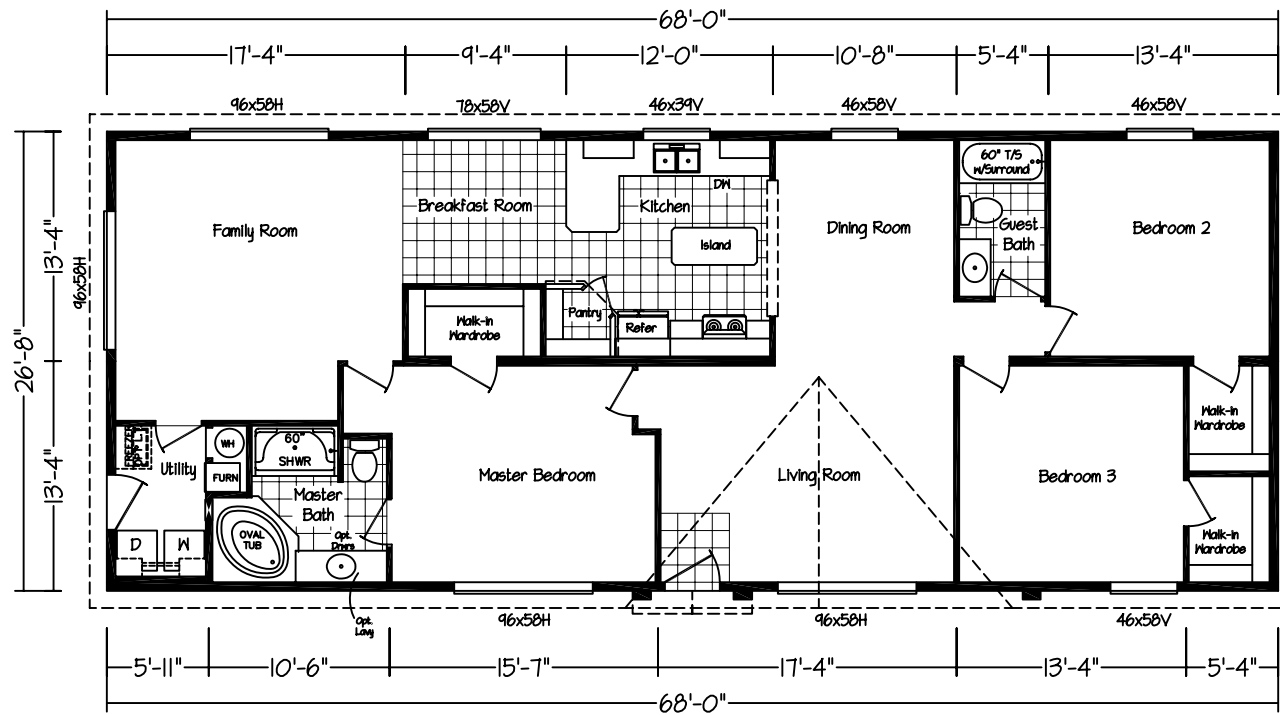 68'-0"
17'-4" 9'-4" 12'-0" 10'-8" 5'-4" 13'-4"
96x58H 78x58V 46x39V 46x58V 46x58V
60" T/S
w/Surround
DW
Breakfast Room Kitchen
Family Room
Dining Room
Guest
Bath
Bedroom 2
Island
13'-4"
96x58H
26'-8"
Walk-in
Wardrobe
Pantry
Refer
13'-4"
FREEZER
OPT'L
Utility
WH
FURN
60"
SHWR
Master
Bath
Master Bedroom
Living Room
Bedroom 3
Walk-in
Wardrobe
Walk-in
Wardrobe
D W
OVAL
TUB
Opt.
Drwrs
Opt.
Lavy
96x58H 96x58H 46x58V
5'-11" 10'-6" 15'-7" 17'-4" 13'-4" 5'-4"
68'-0"